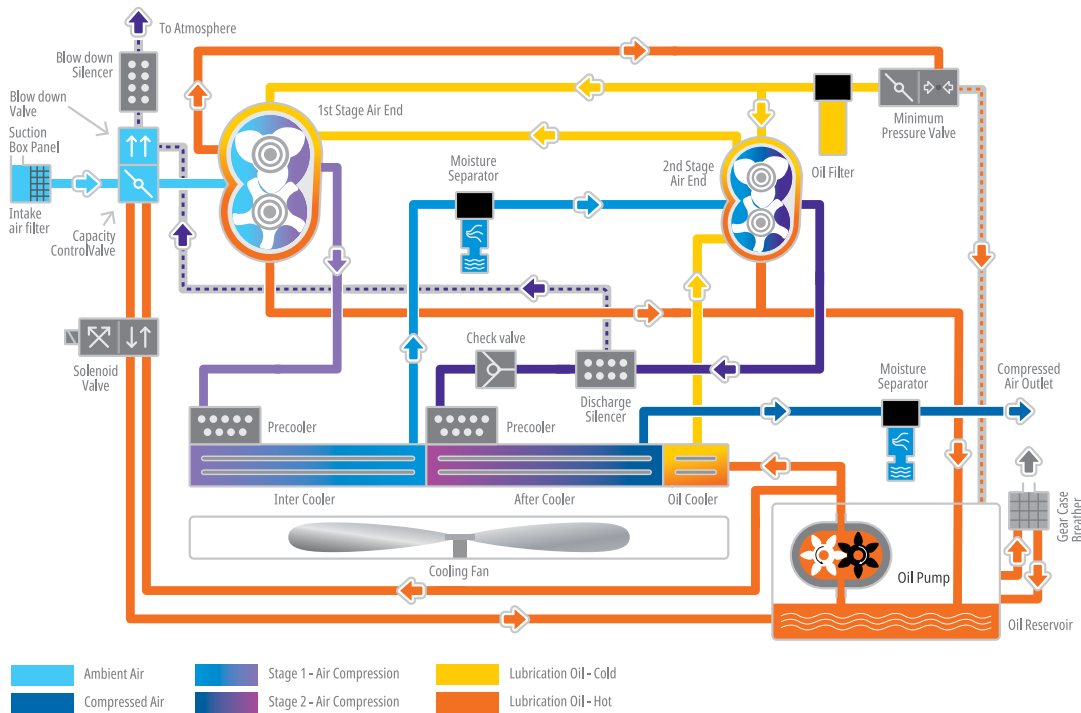 To Atmosphere
Blow down
Silencer
Blow down
Valve
Suction
Box Panel
Intake
air filter
Capacity
ControlValve
1st Stage Air End
Moisture
Separator
2nd Stage
Air End
Oil Filter
Minimum
Pressure Valve
Solenoid
Valve
Check valve
Discharge
Silencer
Moisture
Separator
Compressed
Air Outlet
Precooler
Precooler
Inter Cooler
After Cooler
Oil Cooler
Gear Case
Breather
Cooling Fan
Oil Pump
Oil Reservoir
Ambient Air
Stage 1 - Air Compression
Lubrication Oil - Cold
Compressed Air
Stage 2 - Air Compression
Lubrication Oil - Hot